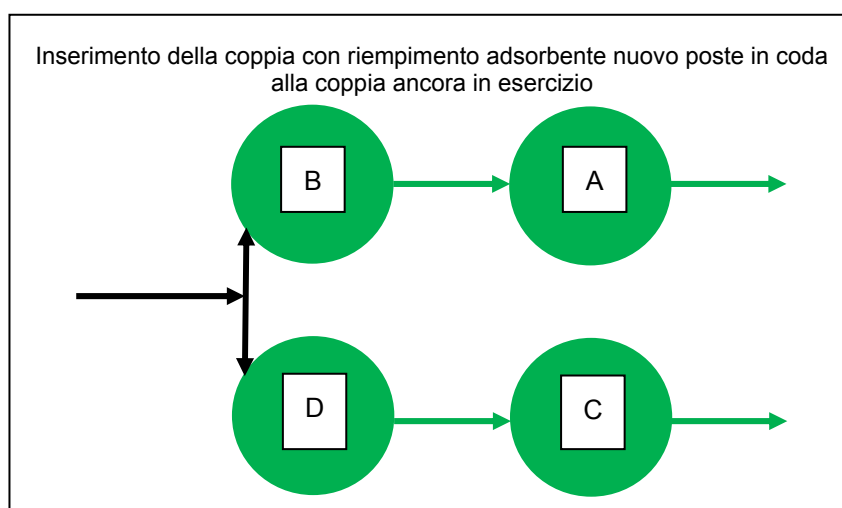 Inserimento della coppia con riempimento adsorbente nuovo poste in coda
alla coppia ancora in esercizio
B
A
D
C